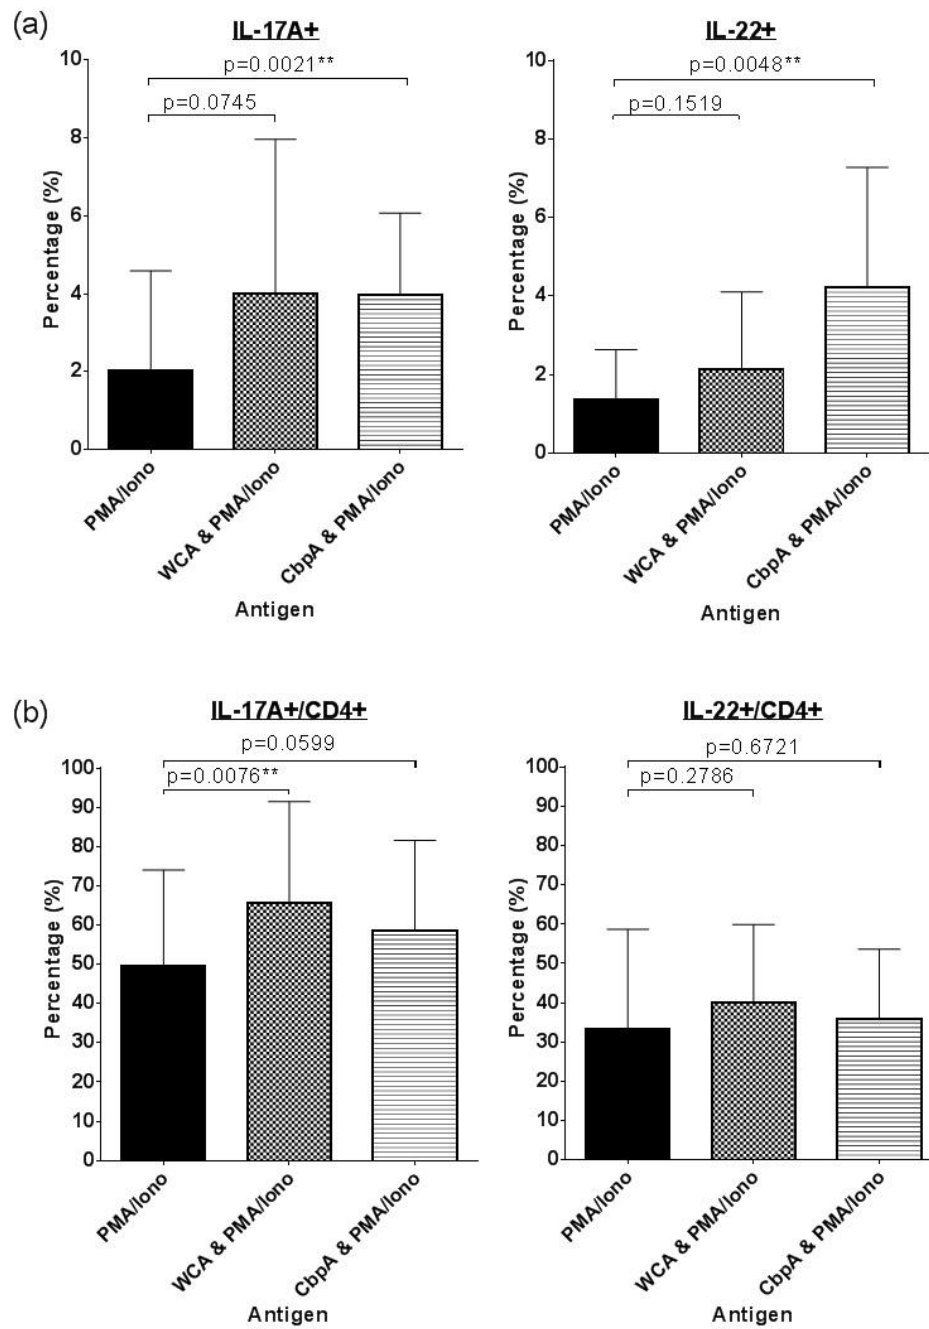 (a)
IL-17A+
p=0.0021**
p=0.0745
Percentage (%)
10
8
6
4
2
0
PMA/Iono
WCA & PMA/Iono
CbpA & PMA/Iono
Antigen
IL-22+
p=0.0048**
p=0.1519
Percentage (%)
10
8
6
4
2
0
PMA/Iono
WCA & PMA/Iono
CbpA & PMA/Iono
Antigen
(b)
IL-17A+/CD4+
p=0.0599
p=0.0076**
Percentage (%)
100
90
80
70
60
50
40
30
20
10
0
PMA/Iono
WCA & PMA/Iono
CbpA & PMA/Iono
Antigen
IL-22+/CD4+
p=0.6721
p=0.2786
Percentage (%)
100
90
80
70
60
50
40
30
20
10
0
PMA/Iono
WCA & PMA/Iono
CbpA & PMA/Iono
Antigen